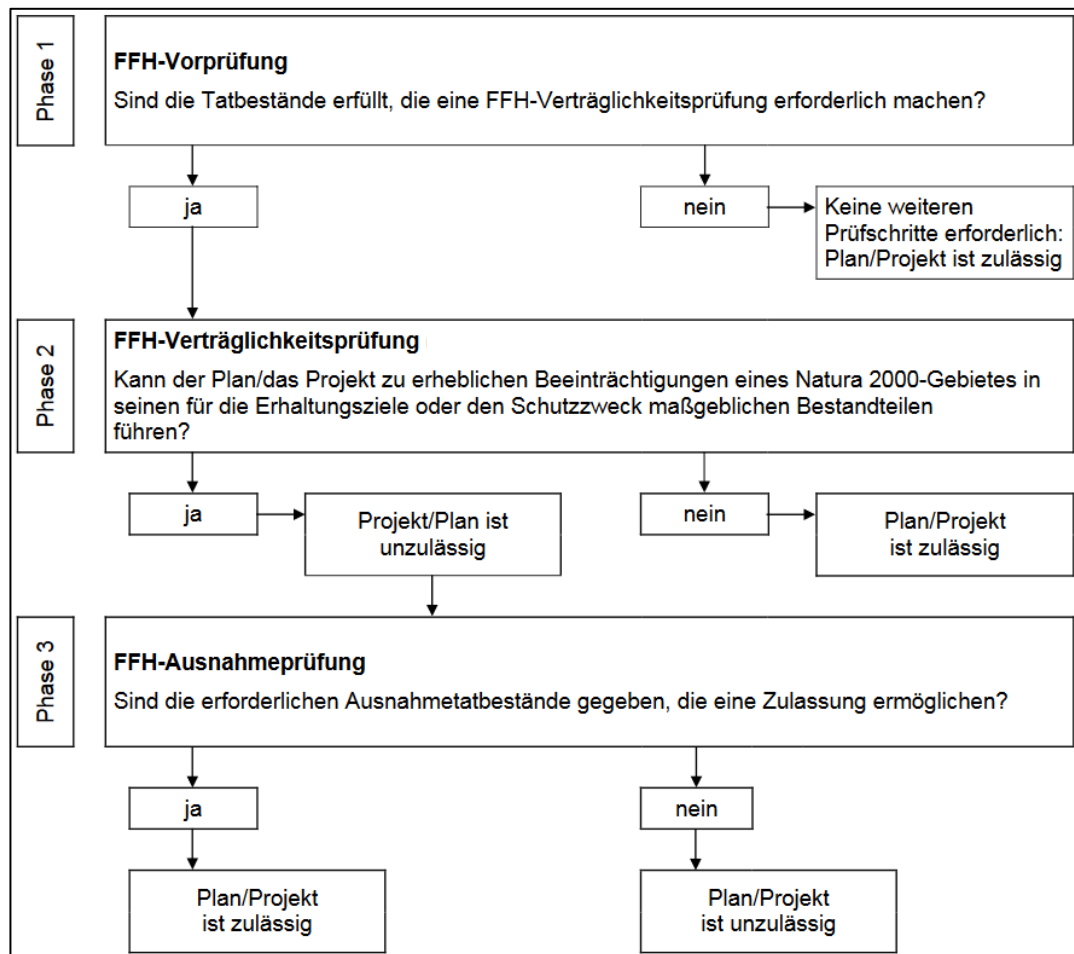 Phase 1
FFH-Vorprüfung
Sind die Tatbestände erfüllt, die eine FFH-Verträglichkeitsprüfung erforderlich machen?
ja
nein
Keine weiteren
Prüfschritte erforderlich:
Plan/Projekt ist zulässig
Phase 2
FFH-Verträglichkeitsprüfung
Kann der Plan/das Projekt zu erheblichen Beeinträchtigungen eines Natura 2000-Gebietes in
seinen für die Erhaltungsziele oder den Schutzzweck maßgeblichen Bestandteilen
führen?
ja
Projekt/Plan ist
unzulässig
nein
Plan/Projekt
ist zulässig
Phase 3
FFH-Ausnahmeprüfung
Sind die erforderlichen Ausnahmetatbestände gegeben, die eine Zulassung ermöglichen?
ja
nein
Plan/Projekt
ist zulässig
Plan/Projekt
ist unzulässig